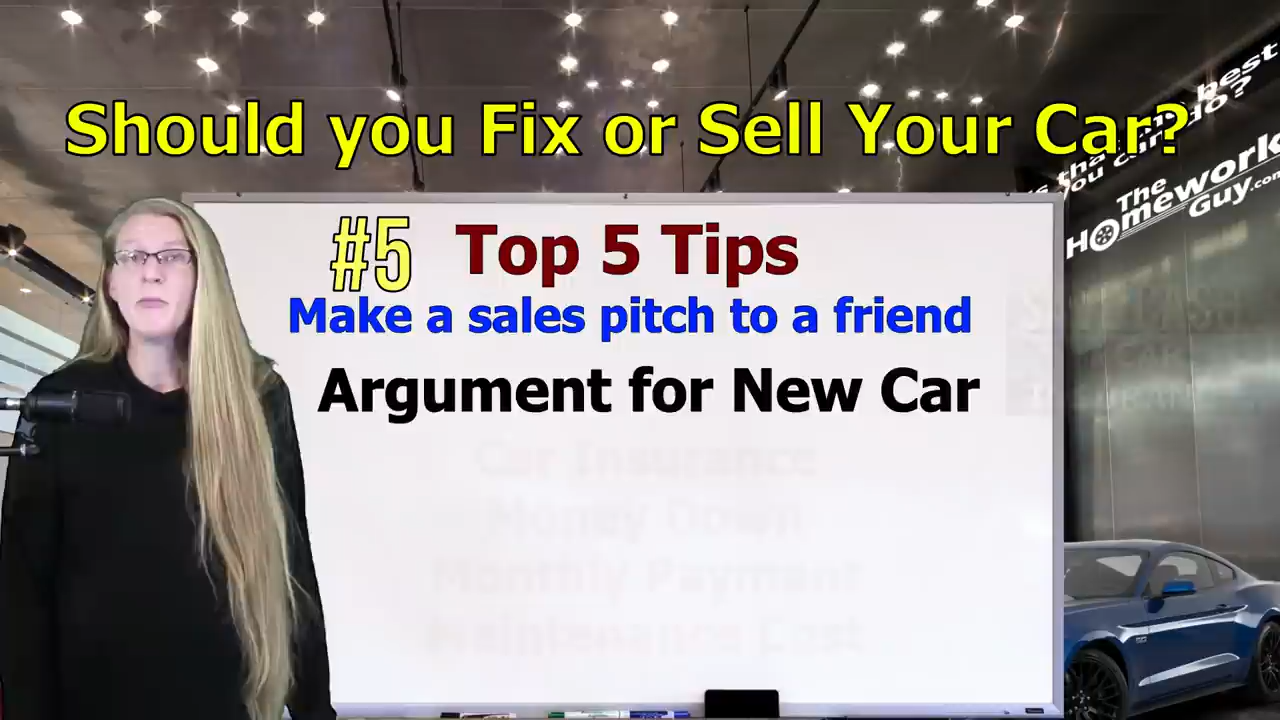 Should you Fix or Sell Your Car?
The
Homework
Guy.com
#5 Top 5 Tips
Make a sales pitch to a friend
Argument for New Car
Car Insurance
Money Down
Monthly Payment
Maintenance Cost